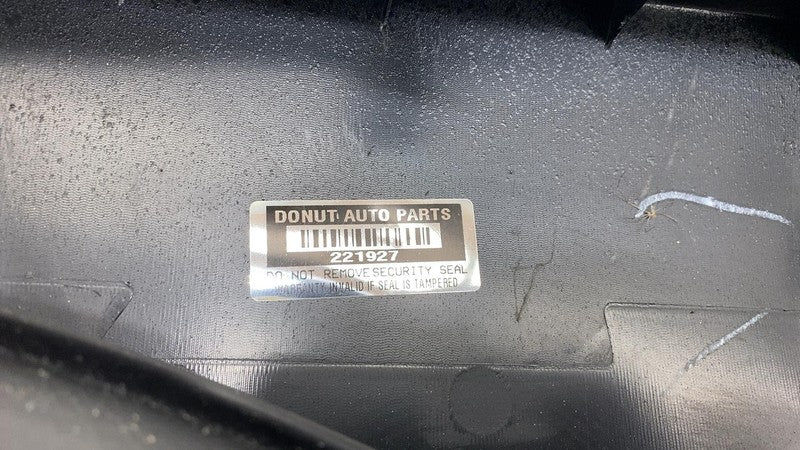 DONUT AUTO PARTS
221927
DO NOT REMOVE SECURITY SEAL
WARRANTY INVALID IF SEAL IS TAMPERED